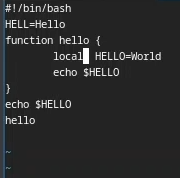 #!/bin/bash
HELL=Hello
function hello {
        local HELLO=World
        echo $HELLO
}
echo $HELLO
hello
~
~